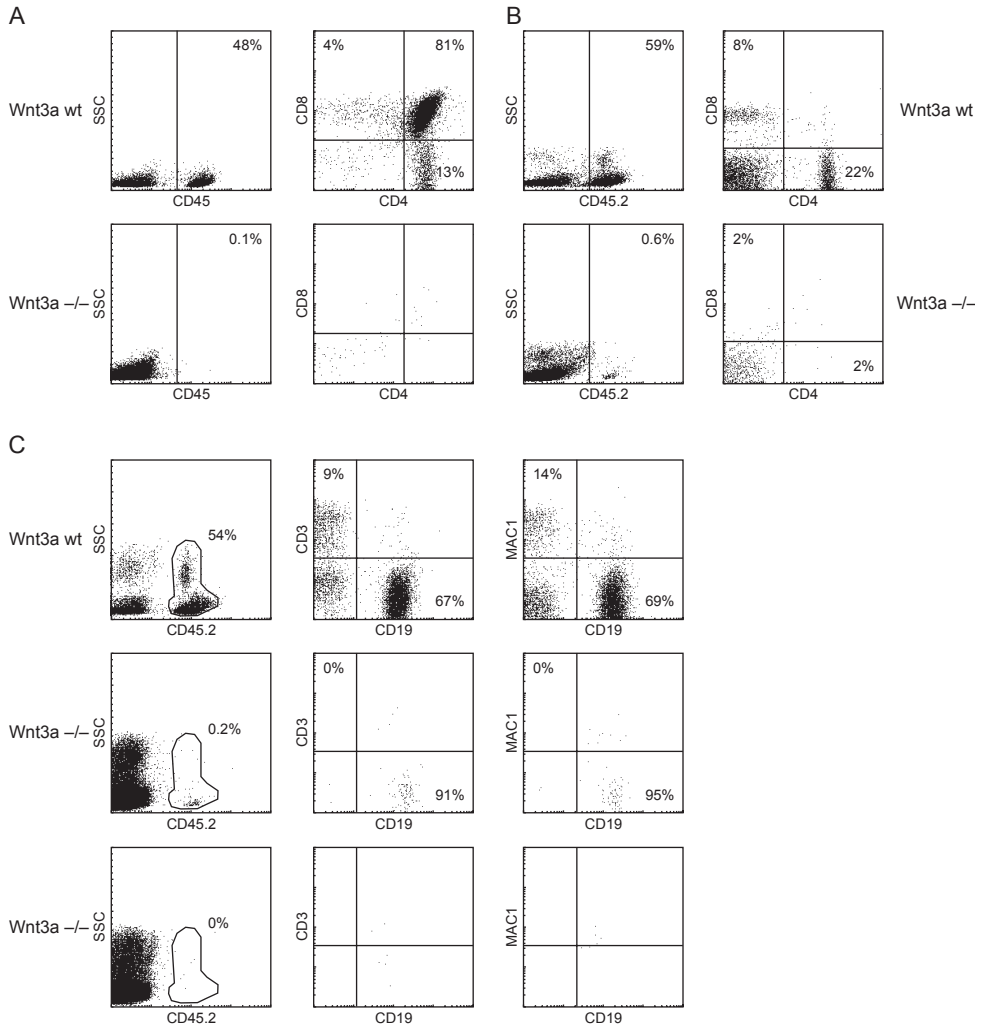 A
B
Wnt3a wt
SSC
48%
CD45
CD8
4%
81%
13%
CD4
SSC
59%
CD45.2
CD8
8%
22%
CD4
Wnt3a wt
Wnt3a –/–
SSC
0.1%
CD45
CD8
CD4
SSC
0.6%
CD45.2
CD8
2%
2%
CD4
Wnt3a –/–
C
Wnt3a wt
SSC
54%
CD45.2
CD3
9%
67%
CD19
MAC1
14%
69%
CD19
Wnt3a –/–
SSC
0.2%
CD45.2
CD3
0%
91%
CD19
MAC1
0%
95%
CD19
Wnt3a –/–
SSC
0%
CD45.2
CD3
CD19
MAC1
CD19